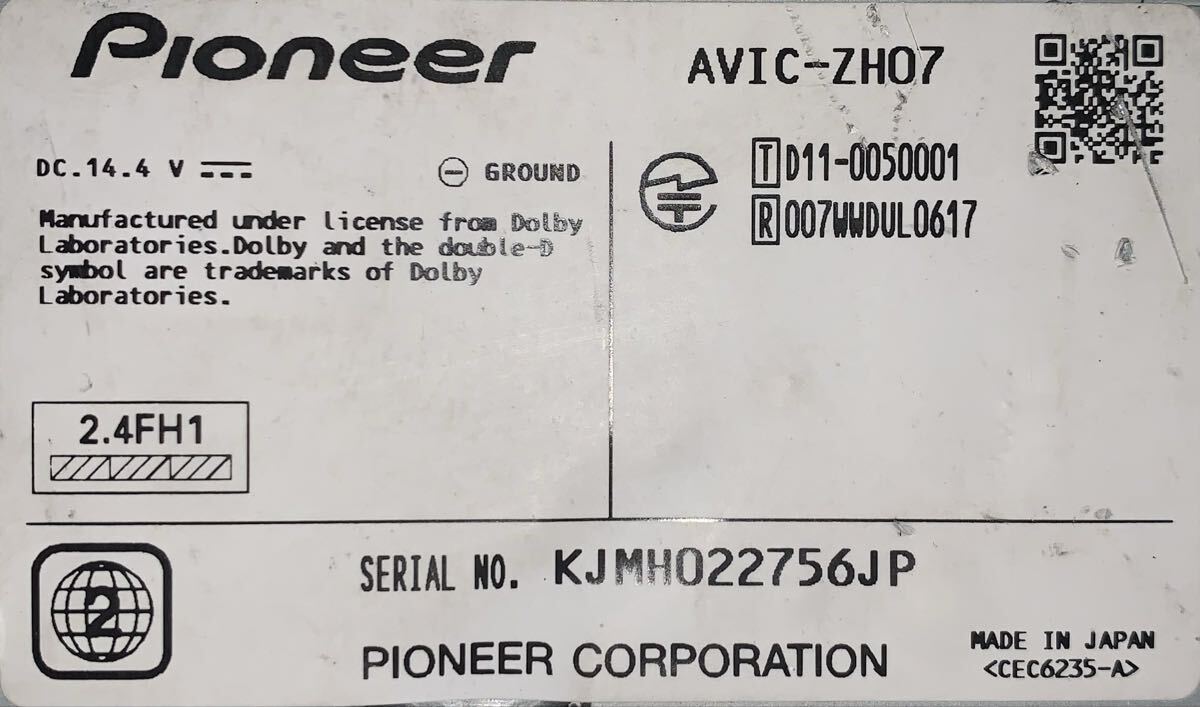 Pioneer
AVIC-ZH07
DC.14.4 V
GROUND
Manufactured under license from Dolby
Laboratories.Dolby and the double-D
symbol are trademarks of Dolby
Laboratories.
T D11-0050001
R 007WWDUL0617
2.4FH1
2
SERIAL NO. KJMH022756JP
PIONEER CORPORATION
MADE IN JAPAN
<CEC6235-A>